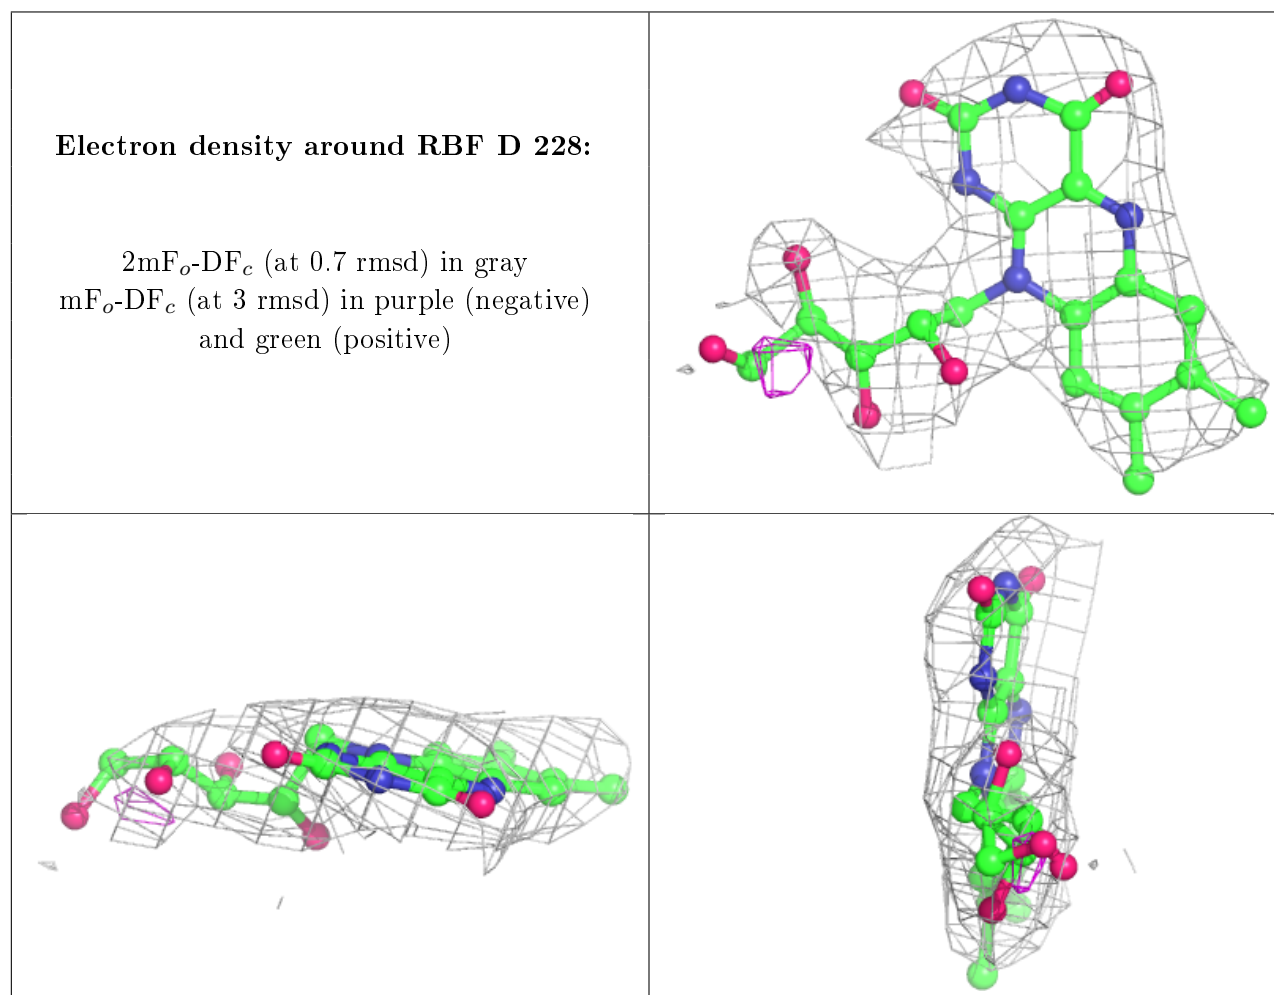 Electron density around RBF D 228:
2mFo-DFc (at 0.7 rmsd) in gray
mFo-DFc (at 3 rmsd) in purple (negative)
and green (positive)